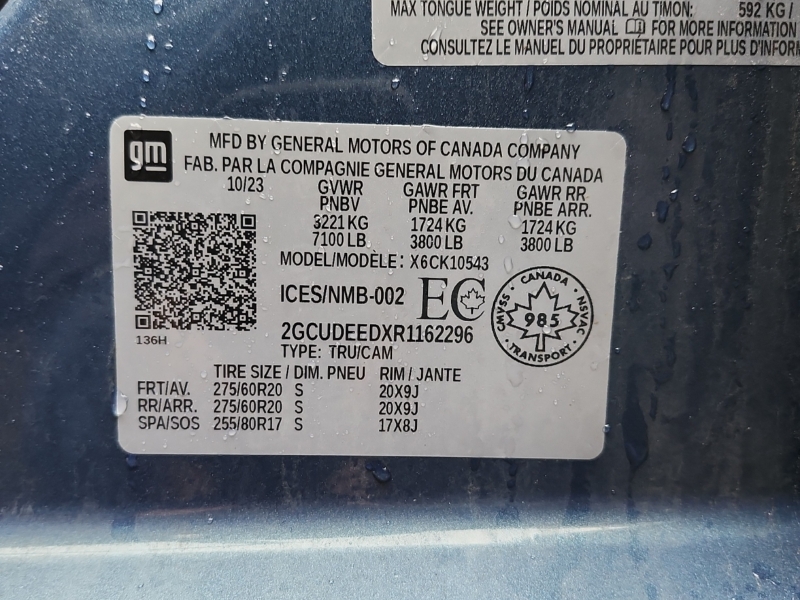 MAX TONGUE WEIGHT / POIDS NOMINAL AU TIMON: 592 KG /
SEE OWNER'S MANUAL FOR MORE INFORMATION
CONSULTEZ LE MANUEL DU PROPRIÉTAIRE POUR PLUS D'INFORM
gm
MFD BY GENERAL MOTORS OF CANADA COMPANY
FAB. PAR LA COMPAGNIE GENERAL MOTORS DU CANADA
10/23 GVWR GAWR FRT GAWR RR
PNBV PNBE AV. PNBE ARR.
3221 KG 1724 KG 1724 KG
7100 LB 3800 LB 3800 LB
MODEL/MODÈLE: X6CK10543
ICES/NMB-002 EC
CANADA
CMVSS 985 NSVAC
TRANSPORT
2GCUDEEDXR1162296
136H
TYPE: TRU/CAM
TIRE SIZE / DIM. PNEU RIM / JANTE
FRT/AV. 275/60R20 S 20X9J
RR/ARR. 275/60R20 S 20X9J
SPA/SOS 255/80R17 S 17X8J